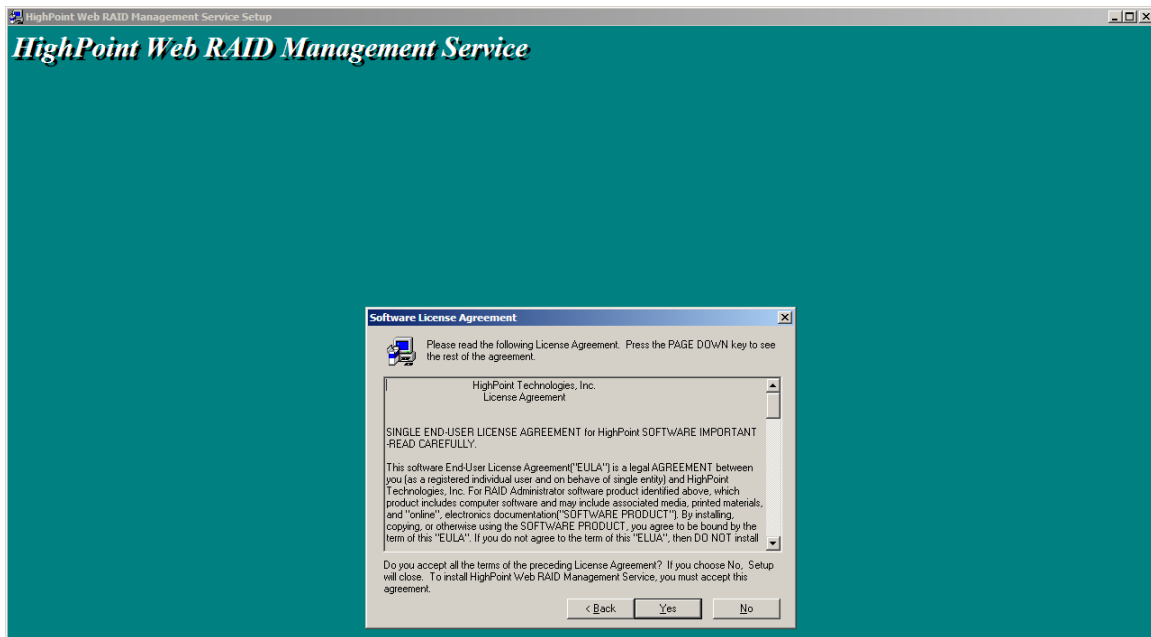 HighPoint Web RAID Management Service Setup
HighPoint Web RAID Management Service
Software License Agreement
Please read the following License Agreement. Press the PAGE DOWN key to see
the rest of the agreement.
HighPoint Technologies, Inc.
License Agreement
SINGLE END-USER LICENSE AGREEMENT for HighPoint SOFTWARE IMPORTANT
-READ CAREFULLY.
This software End-User License Agreement("EULA") is a legal AGREEMENT between
you (as a registered individual user and on behave of single entity) and HighPoint
Technologies, Inc. For RAID Administrator software product identified above, which
product includes computer software and may include associated media, printed materials,
and "online", electronics documentation("SOFTWARE PRODUCT"). By installing,
copying, or otherwise using the SOFTWARE PRODUCT, you agree to be bound by the
term of this "EULA". If you do not agree to the term of this "ELUA", then DO NOT install
Do you accept all the terms of the preceding License Agreement? If you choose No, Setup
will close. To install HighPoint Web RAID Management Service, you must accept this
agreement.
< Back Yes No